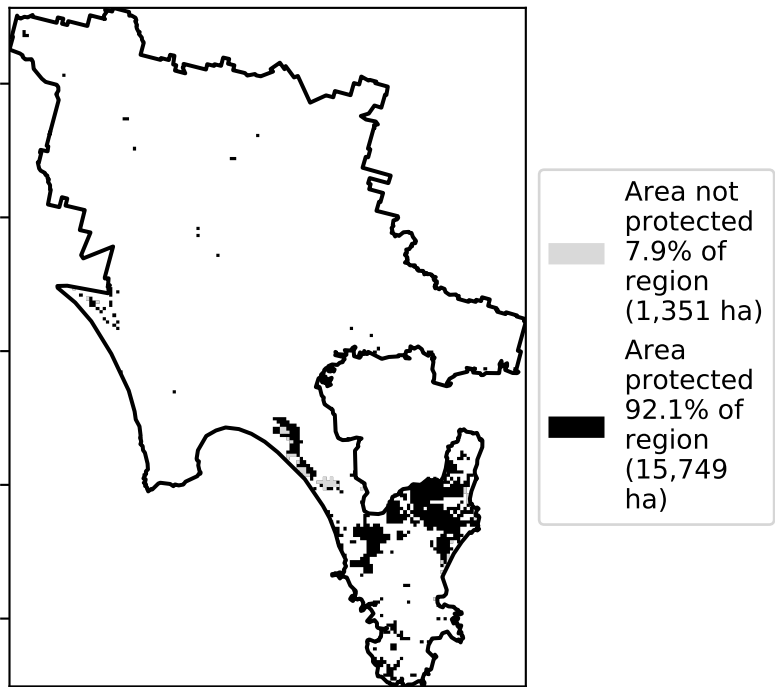 Area not
protected
7.9% of
region
(1,351 ha)
Area
protected
92.1% of
region
(15,749
ha)